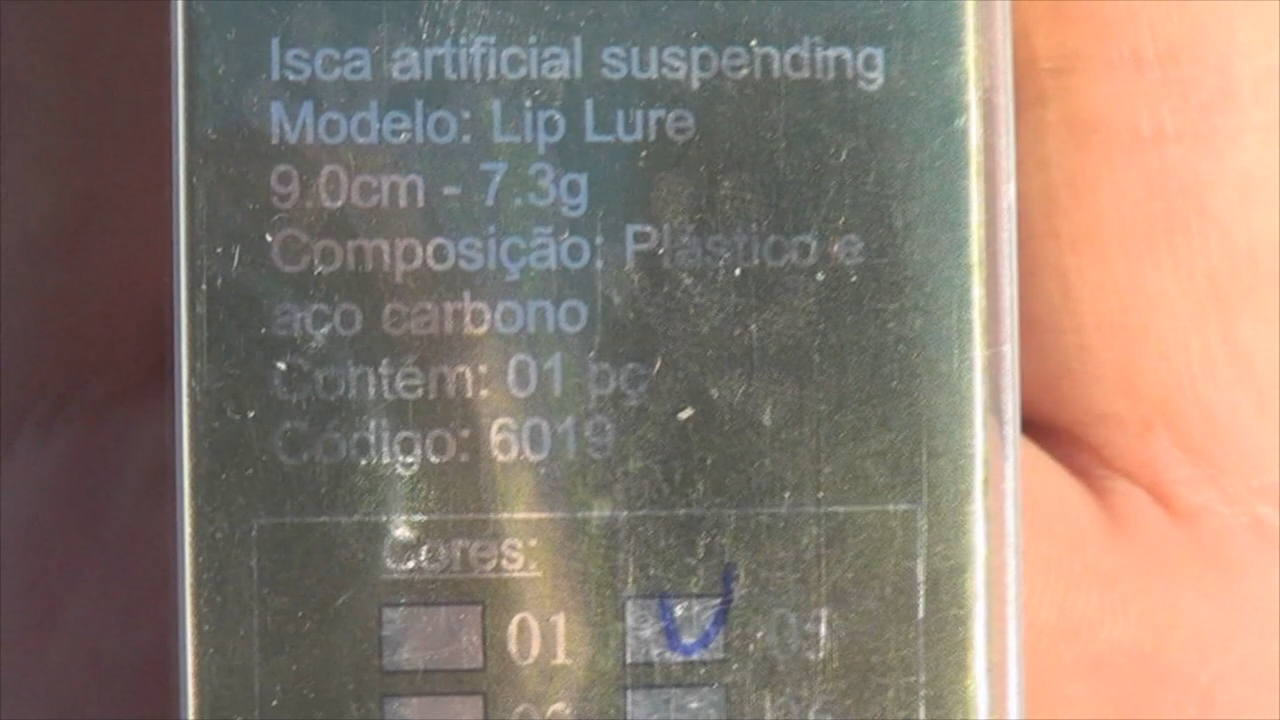 Isca artificial suspending
Modelo: Lip Lure
9.0cm - 7.3g
Composição: Plástico e
aço carbono
Contém: 01 pç
Código: 6019
Cores:
01 05